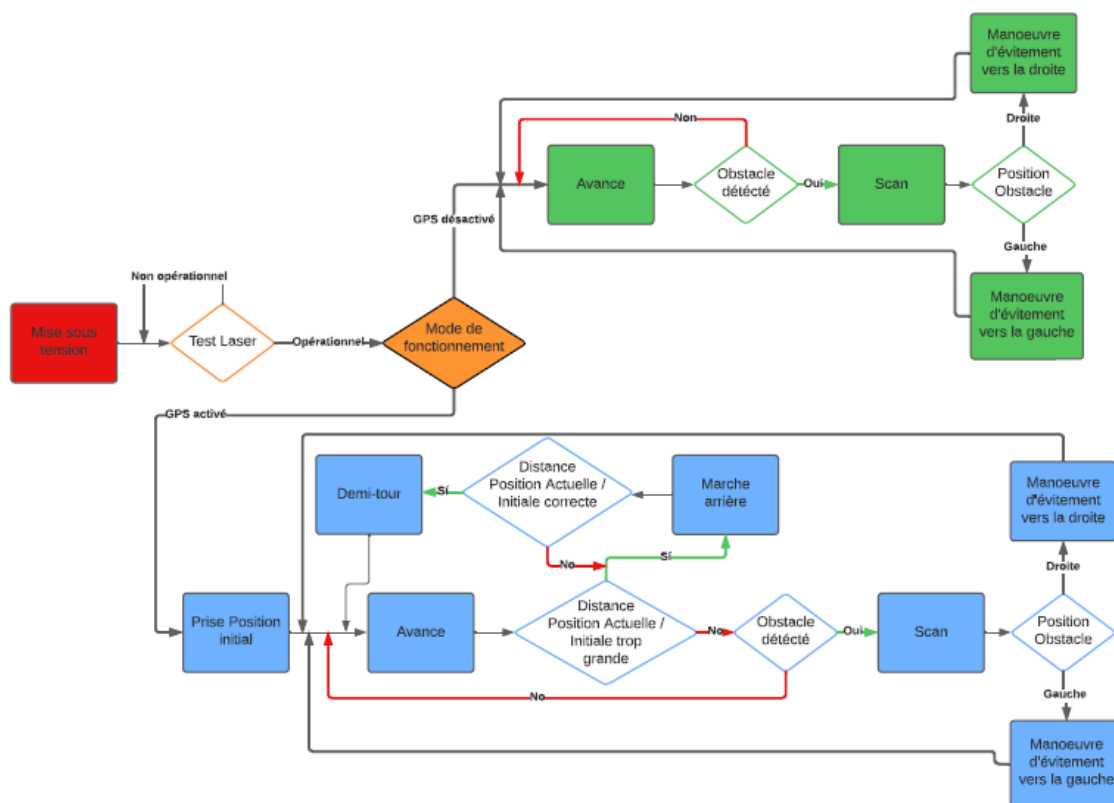 Manoeuvre
d'évitement
vers la droite
Non
Droite
Avance
Obstacle
détécté
Oui
Scan
Position
Obstacle
GPS désactivé
Gauche
Non opérationnel
Manoeuvre
d'évitement
vers la gauche
Mise sous
tension
Test Laser
Opérationnel
Mode de
fonctionnement
GPS activé
Demi-tour
Sí
Distance
Position Actuelle /
Initiale correcte
Marche
arrière
Manoeuvre
d'évitement
vers la droite
No
Sí
Droite
Prise Position
initial
Avance
Distance
Position Actuelle /
Initiale trop
grande
No
Obstacle
détécté
Oui
Scan
Position
Obstacle
No
Gauche
Manoeuvre
d'évitement
vers la gauche